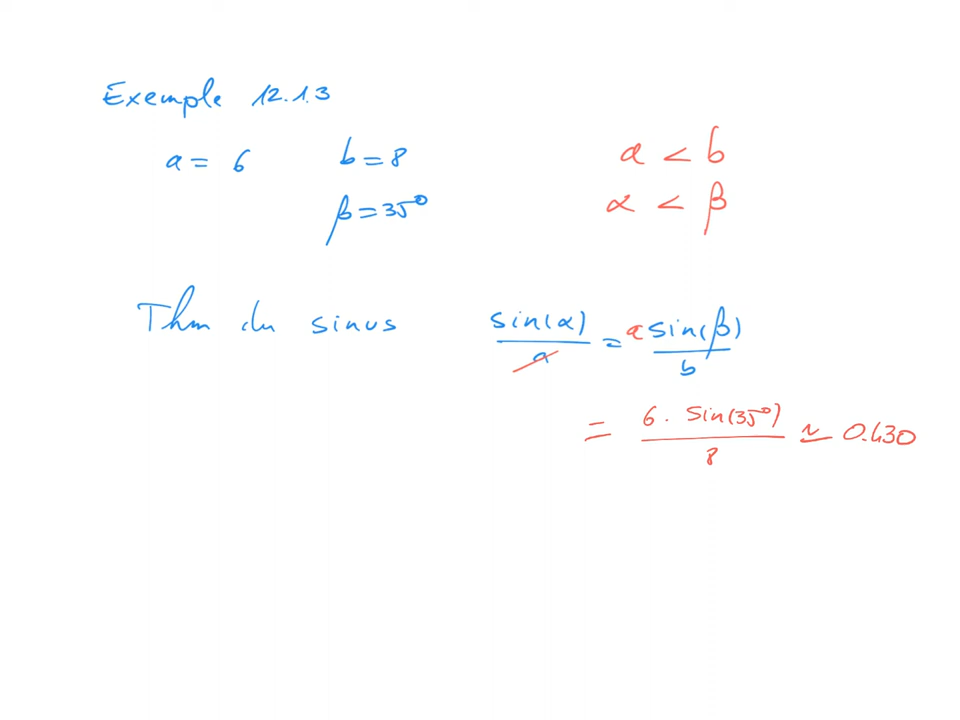 Exemple 12.1.3
a = 6 b = 8 a < b
β = 35° α < β
Thm du sinus sin(α)/a = a sin(β)/b
= 6 · sin(35°)/8 ≃ 0.430